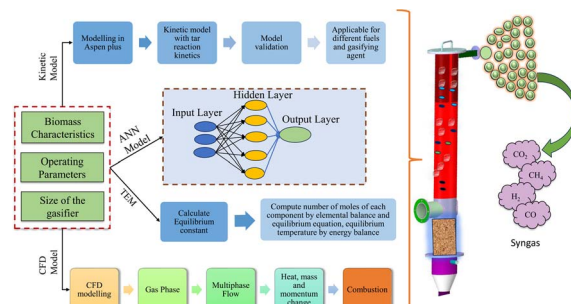 Kinetic
Model
Modelling in
Aspen plus
Kinetic model
with tar
reaction
kinetics
Model
validation
Applicable for
different fuels
and gasifying
agent
Biomass
Characteristics
Operating
Parameters
Size of the
gasifier
ANN
Model
Input Layer
Hidden Layer
Output Layer
TEM
Calculate
Equilibrium
constant
Compute number of moles of each
component by elemental balance and
equilibrium equation, equilibrium
temperature by energy balance
CFD
Model
CFD
modelling
Gas Phase
Multiphase
Flow
Heat, mass
and
momentum
change
Combustion
CO2
CH4
H2
CO
Syngas